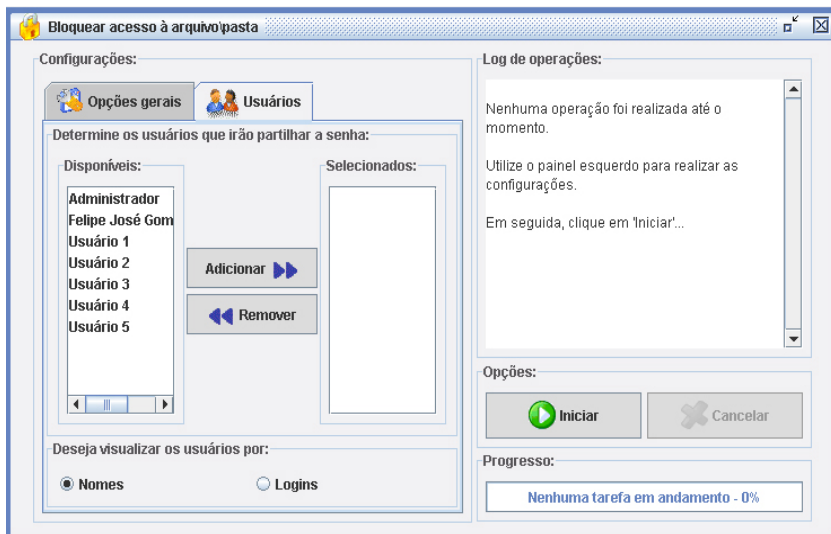 Bloquear acesso à arquivo\pasta
Configurações:
Opções gerais
Usuários
Determine os usuários que irão partilhar a senha:
Disponíveis:
Administrador
Felipe José Gom
Usuário 1
Usuário 2
Usuário 3
Usuário 4
Usuário 5
Adicionar
Remover
Selecionados:
Deseja visualizar os usuários por:
Nomes
Logins
Log de operações:
Nenhuma operação foi realizada até o
momento.
Utilize o painel esquerdo para realizar as
configurações.
Em seguida, clique em 'Iniciar'...
Opções:
Iniciar
Cancelar
Progresso:
Nenhuma tarefa em andamento - 0%